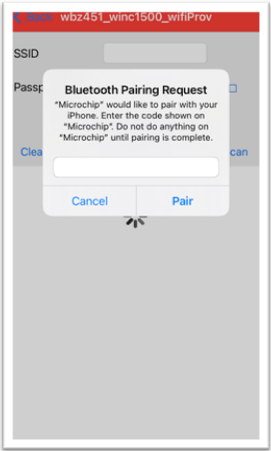 Back wbz451_winc1500_wifiProv
SSID
Passp
Bluetooth Pairing Request
"Microchip" would like to pair with your
iPhone. Enter the code shown on
"Microchip". Do not do anything on
"Microchip" until pairing is complete.
Clea
can
Cancel Pair